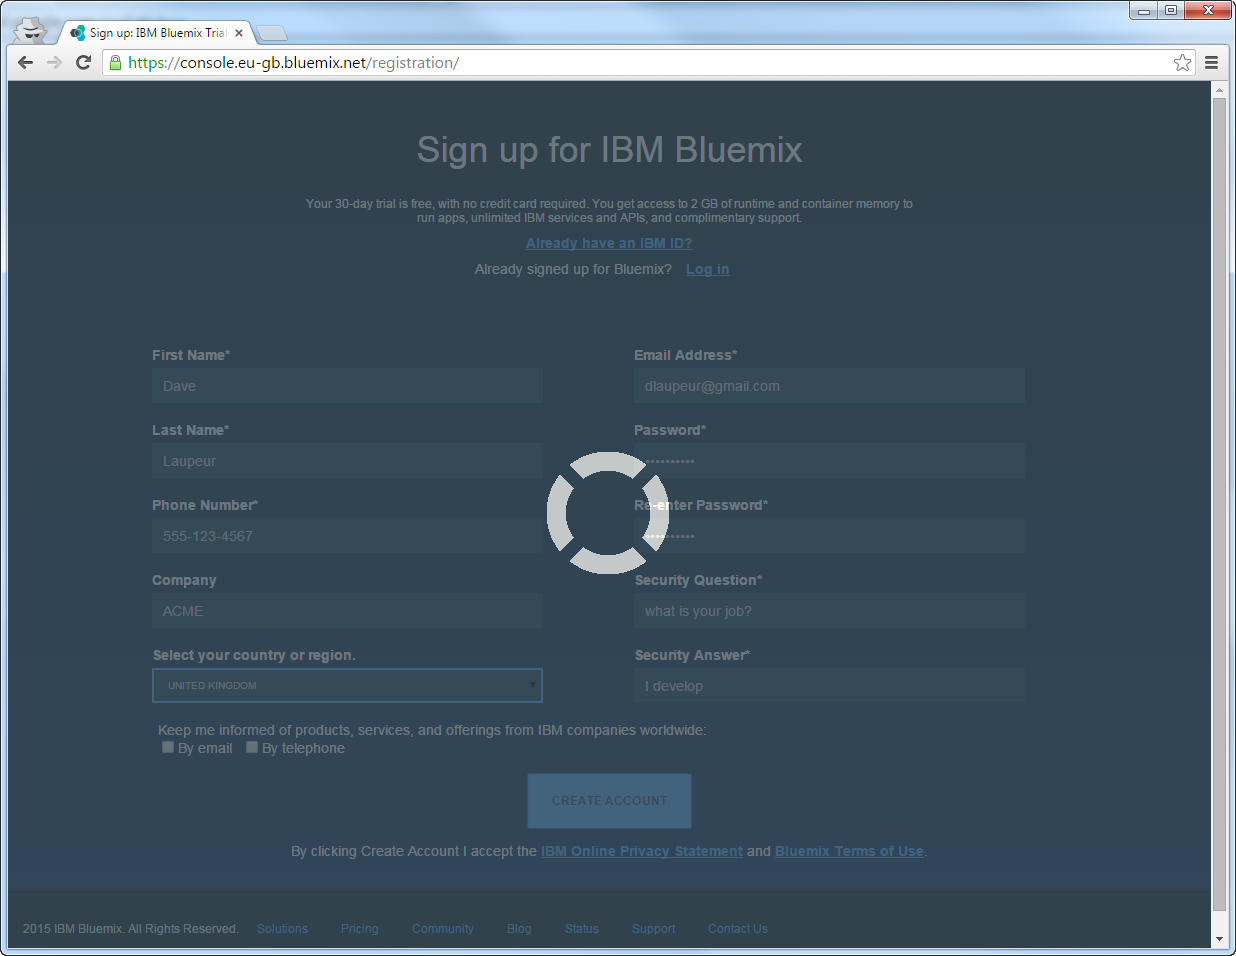 Sign up: IBM Bluemix Trial
https://console.eu-gb.bluemix.net/registration/
Sign up for IBM Bluemix
Your 30-day trial is free, with no credit card required. You get access to 2 GB of runtime and container memory to
run apps, unlimited IBM services and APIs, and complimentary support.
Already have an IBM ID?
Already signed up for Bluemix? Log in
First Name*
Dave
Email Address*
dlaupeur@gmail.com
Last Name*
Laupeur
Password*
Phone Number*
555-123-4567
Re-enter Password*
Company
ACME
Security Question*
what is your job?
Select your country or region.
UNITED KINGDOM
Security Answer*
I develop
Keep me informed of products, services, and offerings from IBM companies worldwide:
By email By telephone
CREATE ACCOUNT
By clicking Create Account I accept the IBM Online Privacy Statement and Bluemix Terms of Use.
2015 IBM Bluemix. All Rights Reserved. Solutions Pricing Community Blog Status Support Contact Us